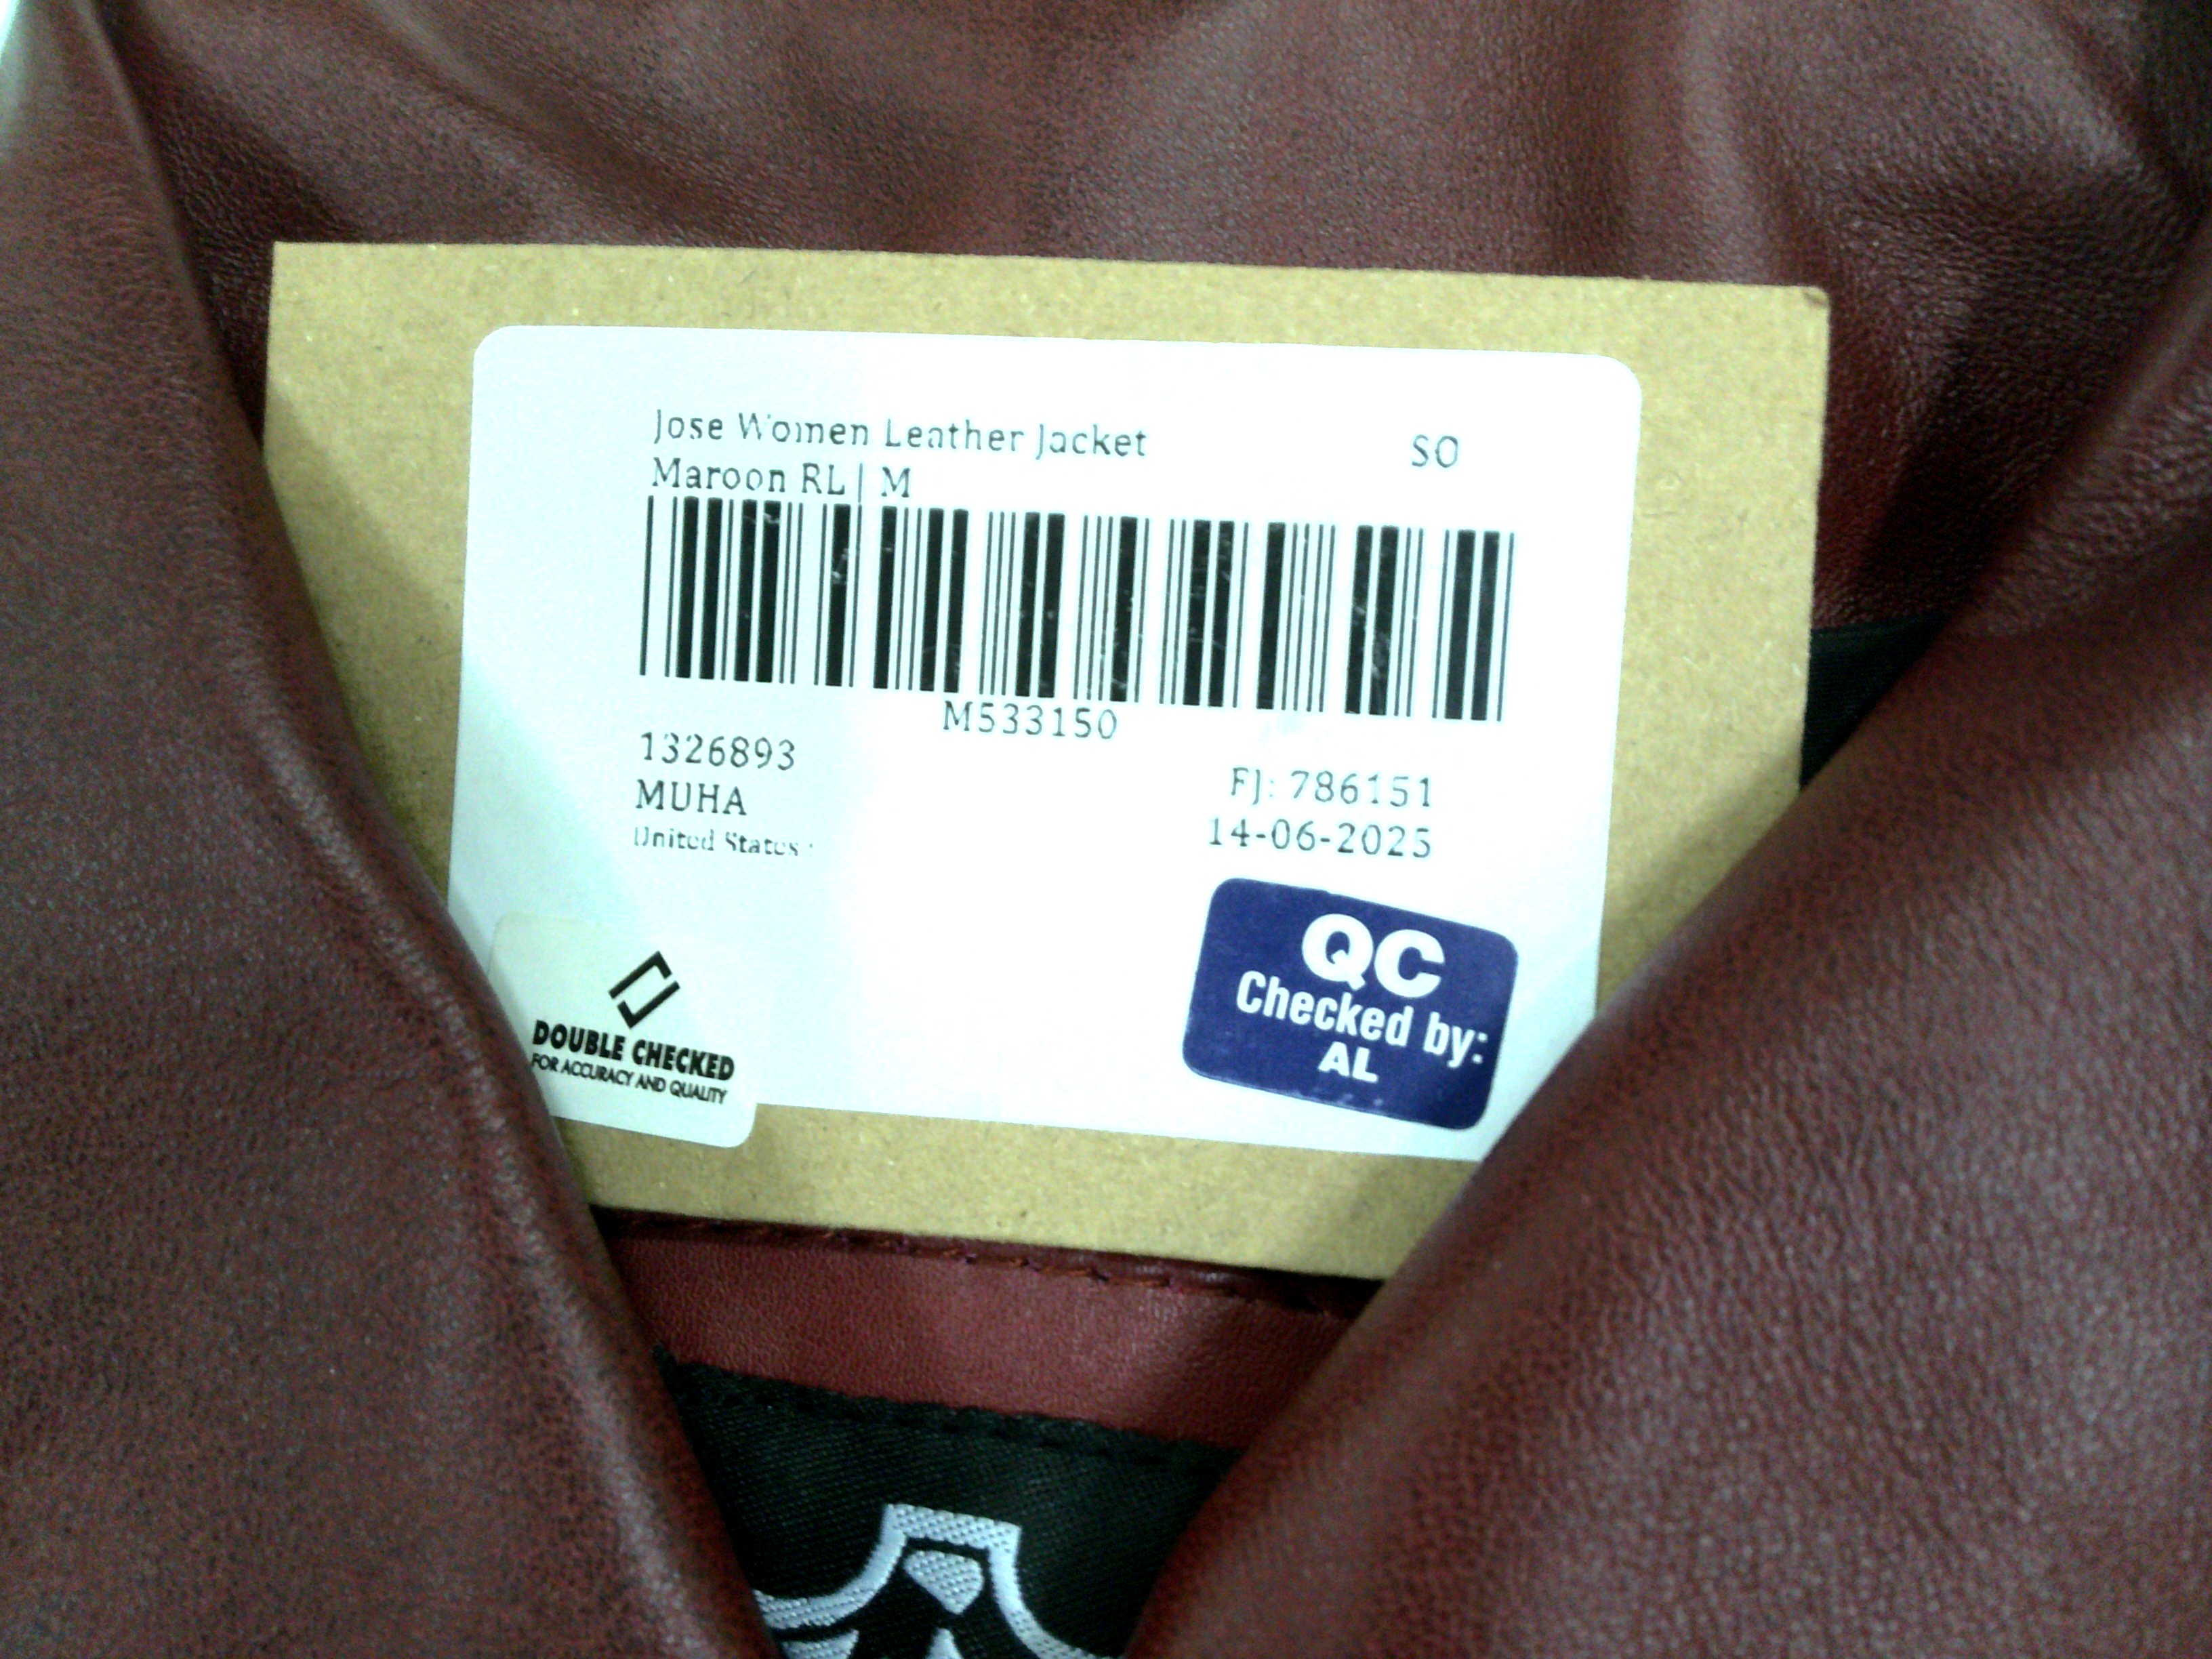 Jose Women Leather Jacket
SO
Maroon RL | M
M533150
1326893
MUHA
United States
FJ: 786151
14-06-2025
QC
Checked by:
AL
DOUBLE CHECKED
FOR ACCURACY AND QUALITY